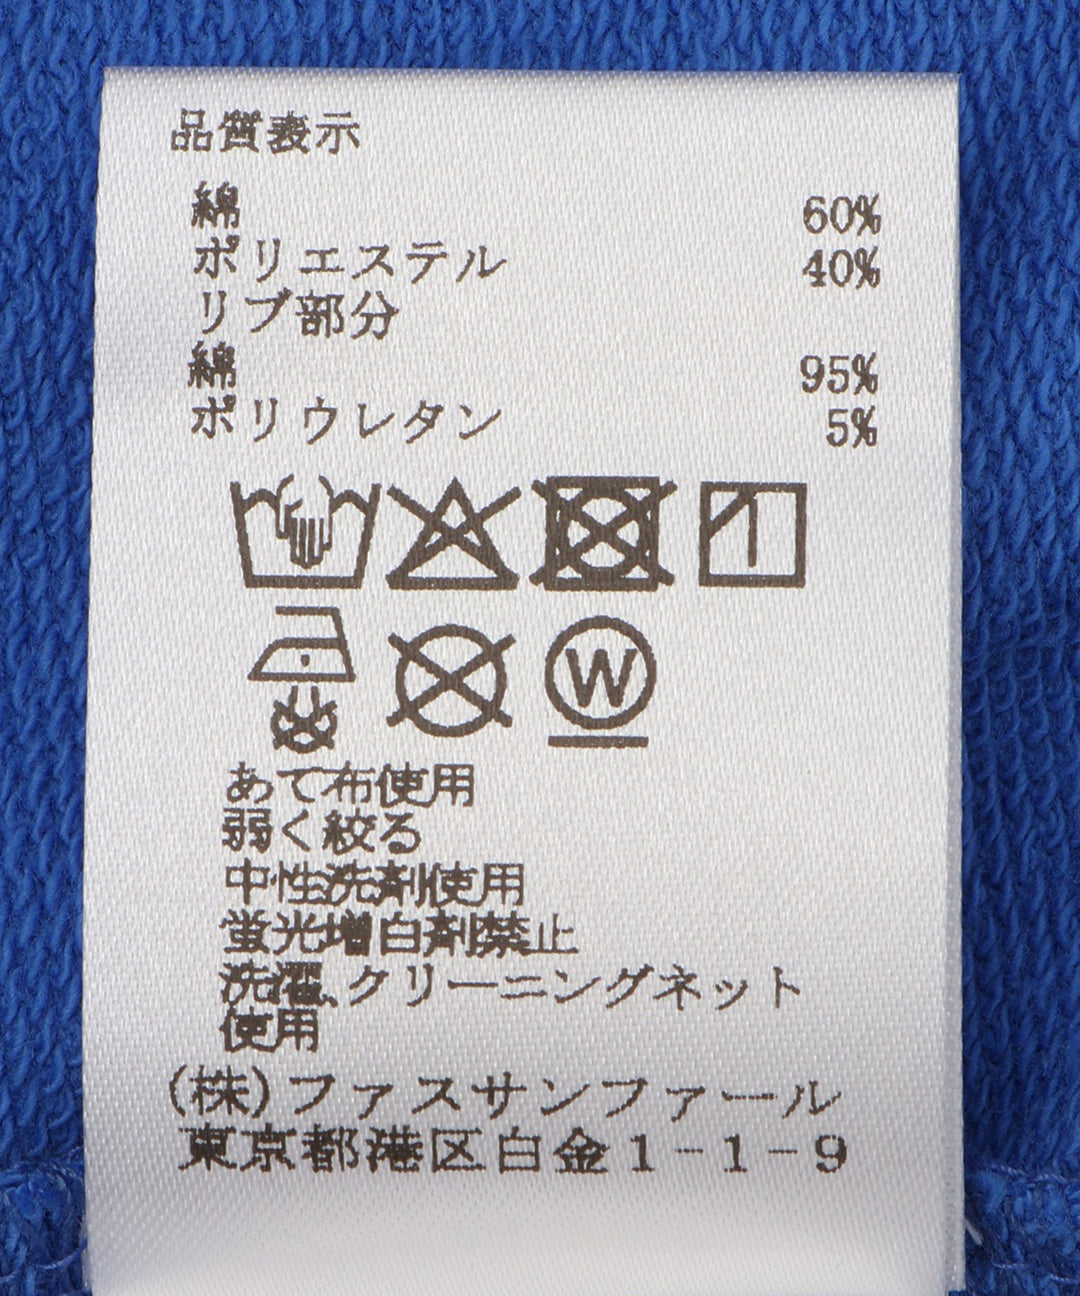 品質表示
綿 60%
ポリエステル 40%
リブ部分
綿 95%
ポリウレタン 5%
W
あて布使用
弱く絞る
中性洗剤使用
蛍光増白剤禁止
洗濯、クリーニングネット
使用
(株)ファスサンファール
東京都港区白金1-1-9